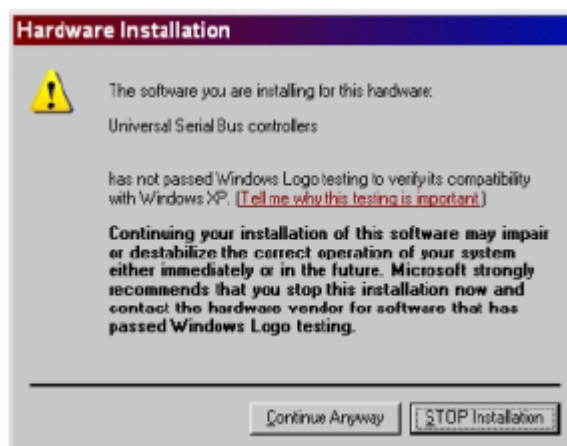 Hardware Installation
The software you are installing for this hardware:
Universal Serial Bus controllers
has not passed Windows Logo testing to verify its compatibility
with Windows XP. (Tell me why this testing is important.)
Continuing your installation of this software may impair
or destabilize the correct operation of your system
either immediately or in the future. Microsoft strongly
recommends that you stop this installation now and
contact the hardware vendor for software that has
passed Windows Logo testing.
Continue Anyway
STOP Installation